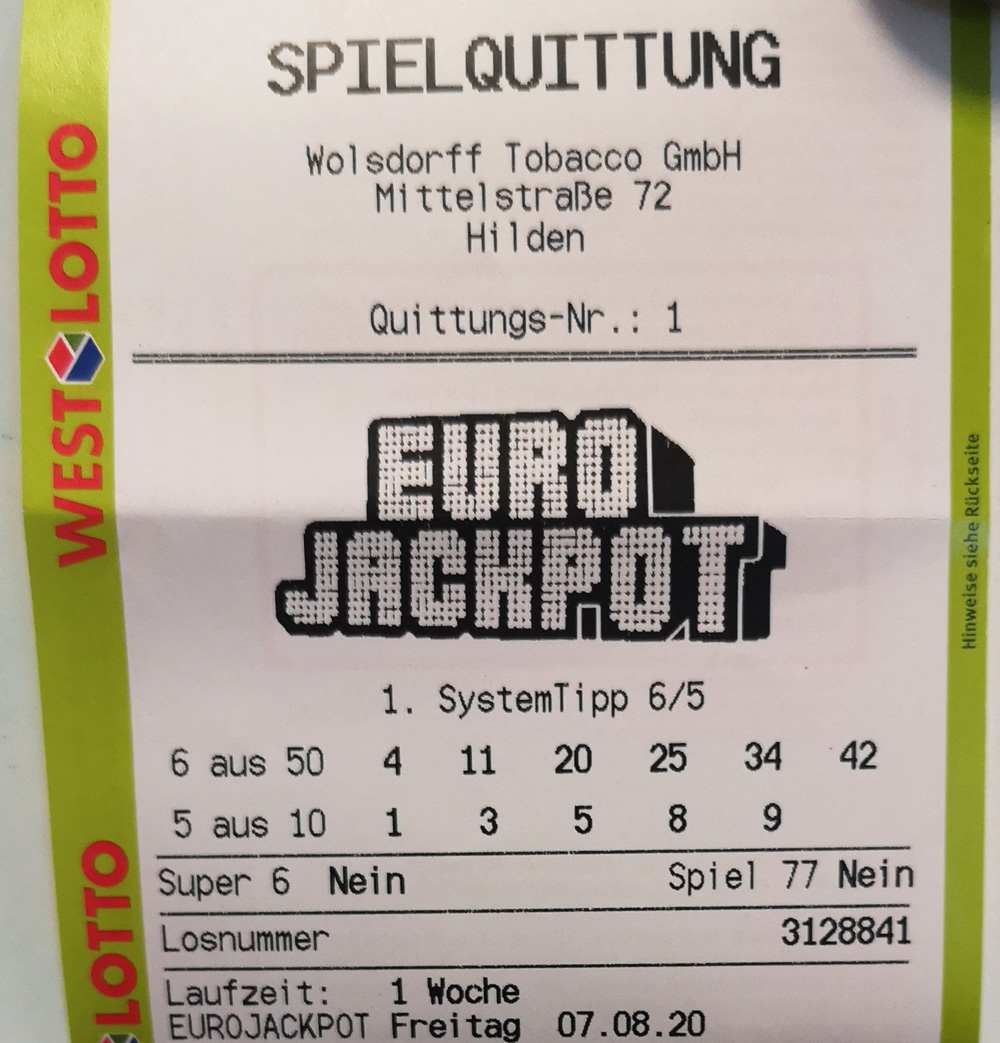 SPIELQUITTUNG
Wolsdorff Tobacco GmbH
Mittelstraße 72
Hilden
Quittungs-Nr.: 1
WEST LOTTO
EURO
JACKPOT
Hinweise siehe Rückseite
1. SystemTipp 6/5
6 aus 50 4 11 20 25 34 42
5 aus 10 1 3 5 8 9
Super 6 Nein Spiel 77 Nein
Losnummer 3128841
LOTTO
Laufzeit: 1 Woche
EUROJACKPOT Freitag 07.08.20